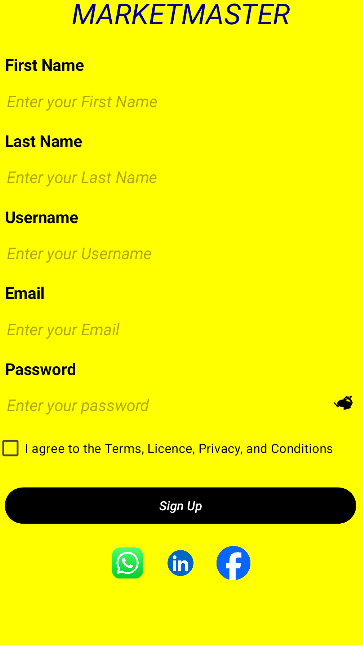 MARKETMASTER
First Name
Enter your First Name
Last Name
Enter your Last Name
Username
Enter your Username
Email
Enter your Email
Password
Enter your password
I agree to the Terms, Licence, Privacy, and Conditions
Sign Up
in
f